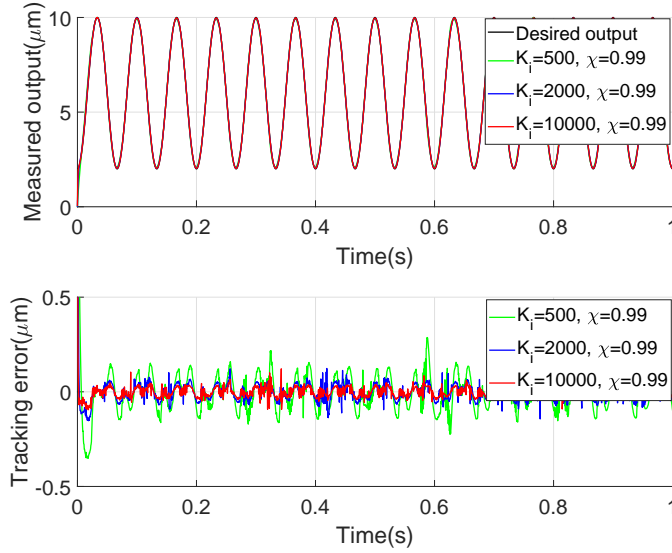 Measured output(μm)
10
5
0
0
0.2
0.4
0.6
0.8
1
Time(s)
Desired output
K_i=500, χ=0.99
K_i=2000, χ=0.99
K_i=10000, χ=0.99
Tracking error(μm)
0.5
0
-0.5
0
0.2
0.4
0.6
0.8
1
Time(s)
K_i=500, χ=0.99
K_i=2000, χ=0.99
K_i=10000, χ=0.99